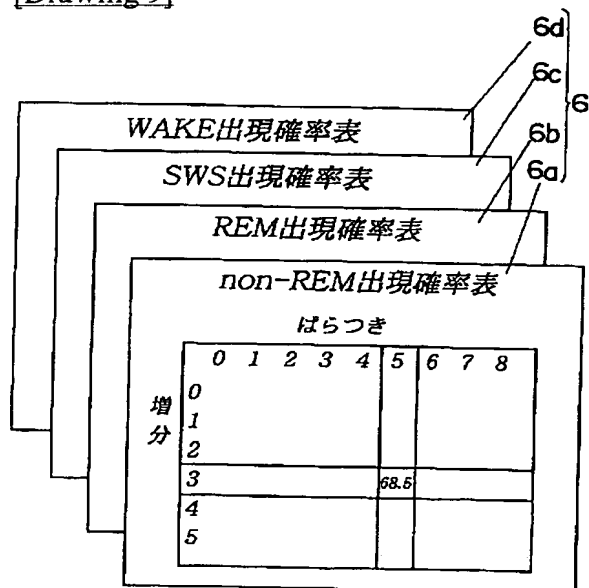 [Drawing 9]
6d
6c
6
6b
6a
WAKE出現確率表
SWS出現確率表
REM出現確率表
non-REM出現確率表
ばらつき
0 1 2 3 4 5 6 7 8
増分
0
1
2
3 68.5
4
5